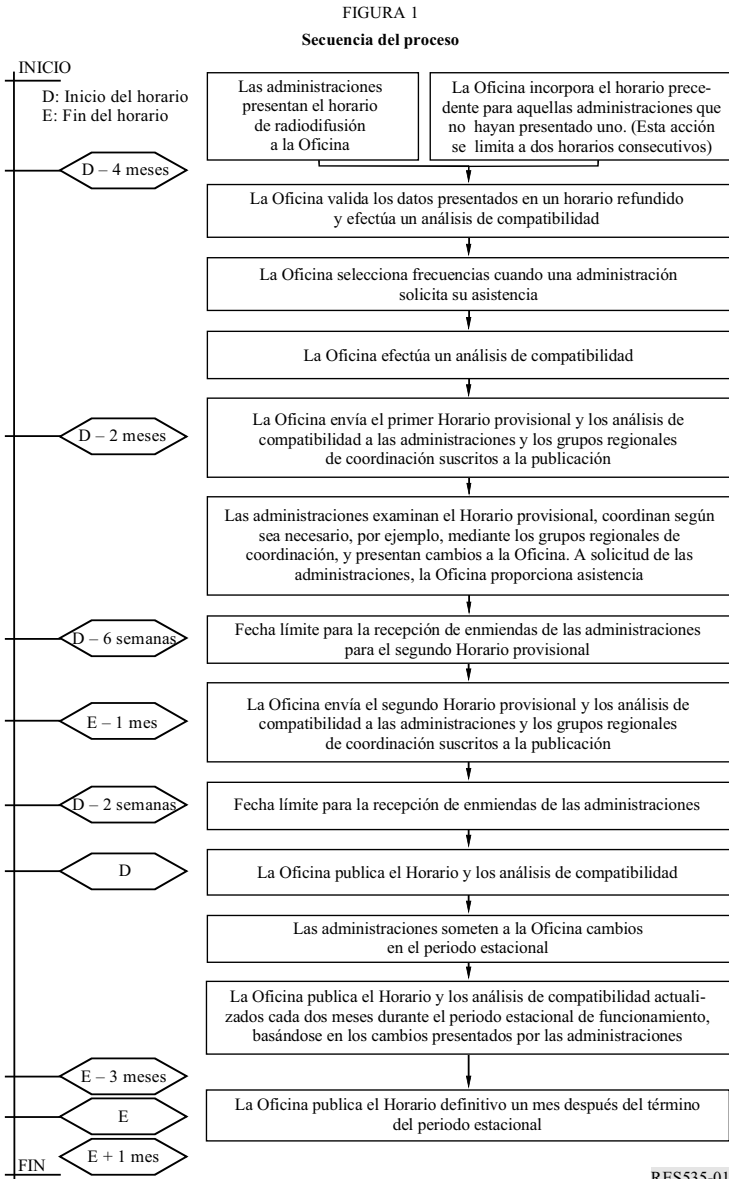 FIGURA 1
Secuencia del proceso
INICIO
D: Inicio del horario
E: Fin del horario
Las administraciones
presentan el horario
de radiodifusión
a la Oficina
La Oficina incorpora el horario prece-
dente para aquellas administraciones que
no hayan presentado uno. (Esta acción
se limita a dos horarios consecutivos)
D – 4 meses
La Oficina valida los datos presentados en un horario refundido
y efectúa un análisis de compatibilidad
La Oficina selecciona frecuencias cuando una administración
solicita su asistencia
La Oficina efectúa un análisis de compatibilidad
D – 2 meses
La Oficina envía el primer Horario provisional y los análisis de
compatibilidad a las administraciones y los grupos regionales
de coordinación suscritos a la publicación
Las administraciones examinan el Horario provisional, coordinan según
sea necesario, por ejemplo, mediante los grupos regionales de
coordinación, y presentan cambios a la Oficina. A solicitud de las
administraciones, la Oficina proporciona asistencia
D – 6 semanas
Fecha límite para la recepción de enmiendas de las administraciones
para el segundo Horario provisional
E – 1 mes
La Oficina envía el segundo Horario provisional y los análisis de
compatibilidad a las administraciones y los grupos regionales
de coordinación suscritos a la publicación
D – 2 semanas
Fecha límite para la recepción de enmiendas de las administraciones
D
La Oficina publica el Horario y los análisis de compatibilidad
Las administraciones someten a la Oficina cambios
en el periodo estacional
La Oficina publica el Horario y los análisis de compatibilidad actuali-
zados cada dos meses durante el periodo estacional de funcionamiento,
basándose en los cambios presentados por las administraciones
E – 3 meses
E
La Oficina publica el Horario definitivo un mes después del término
del periodo estacional
E + 1 mes
FIN
RES535-01